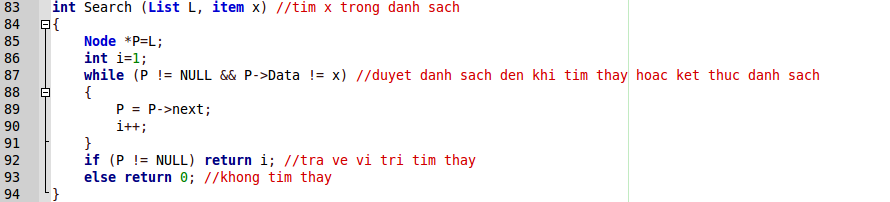 83 int Search (List L, item x) //tim x trong danh sach
84 {
85 Node *P=L;
86 int i=1;
87 while (P != NULL && P->Data != x) //duyet danh sach den khi tim thay hoac ket thuc danh sach
88 {
89 P = P->next;
90 i++;
91 }
92 if (P != NULL) return i; //tra ve vi tri tim thay
93 else return 0; //khong tim thay
94 }